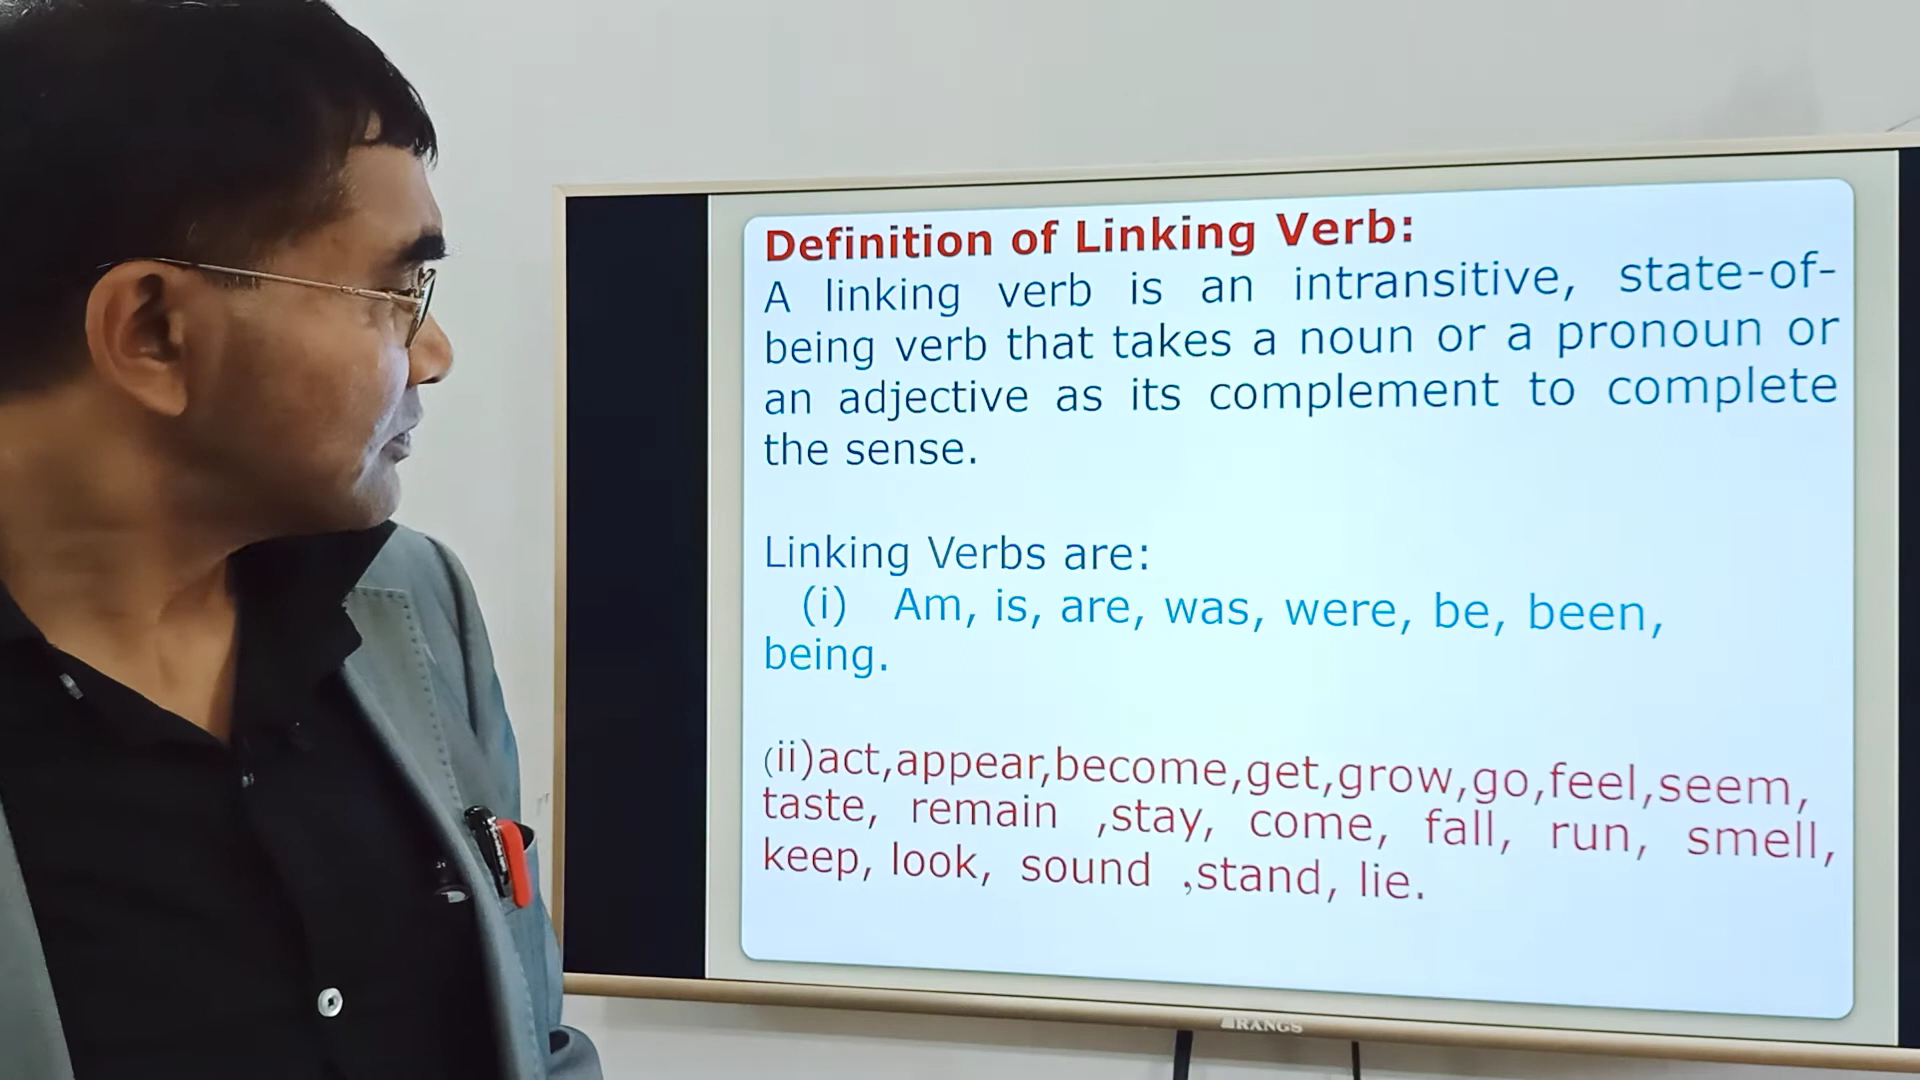 Definition of Linking Verb:
A linking verb is an intransitive, state-of-
being verb that takes a noun or a pronoun or
an adjective as its complement to complete
the sense.
Linking Verbs are:
(i) Am, is, are, was, were, be, been,
being.
(ii)act,appear,become,get,grow,go,feel,seem,
taste, remain ,stay, come, fall, run, smell,
keep, look, sound ,stand, lie.
RANGS